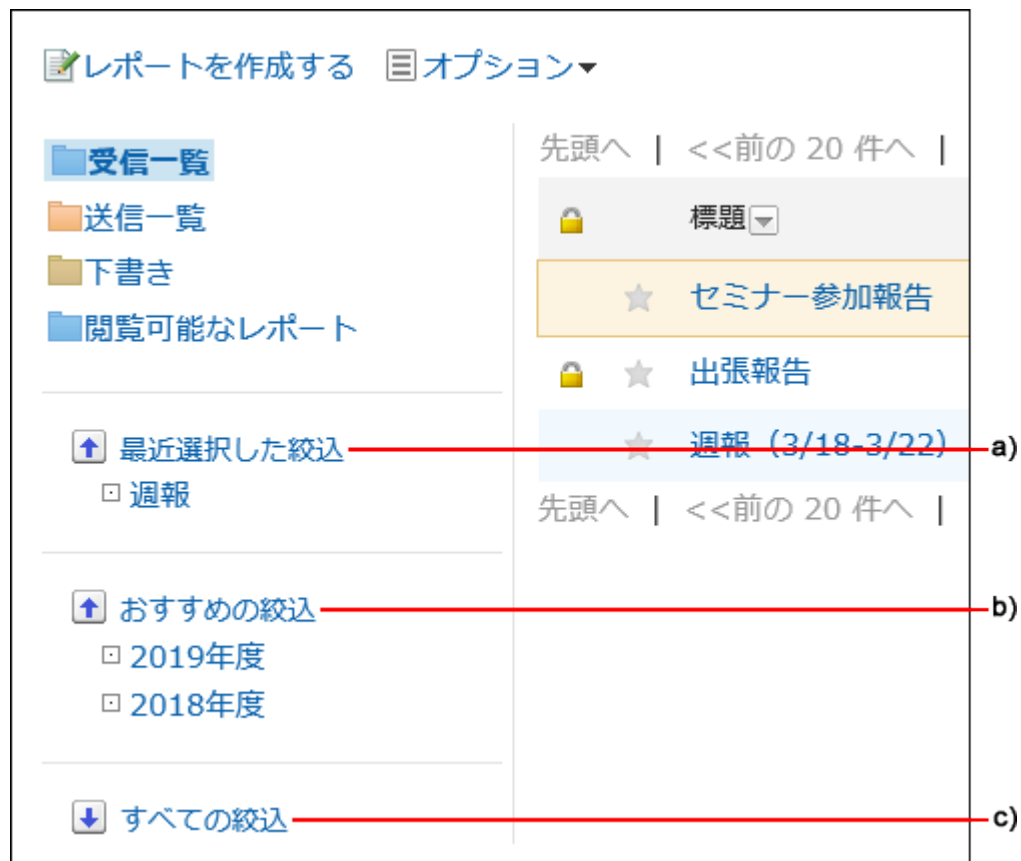 レポートを作成する オプション
受信一覧
送信一覧
下書き
閲覧可能なレポート
最近選択した絞込
週報
おすすめの絞込
2019年度
2018年度
すべての絞込
先頭へ | <<前の 20 件へ |
標題
セミナー参加報告
出張報告
週報（3/18-3/22）
先頭へ | <<前の 20 件へ |
a)
b)
c)